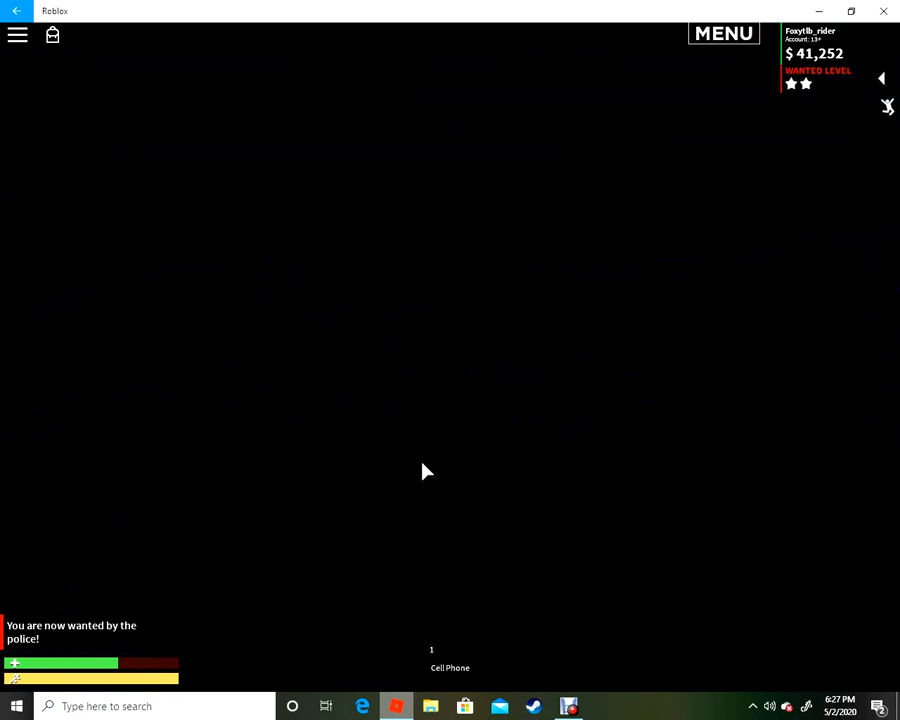 Roblox
MENU
Foxytlb_rider
Account: 13+
$ 41,252
WANTED LEVEL
You are now wanted by the
police!
1
Cell Phone
Type here to search
6:27 PM
5/2/2020
2